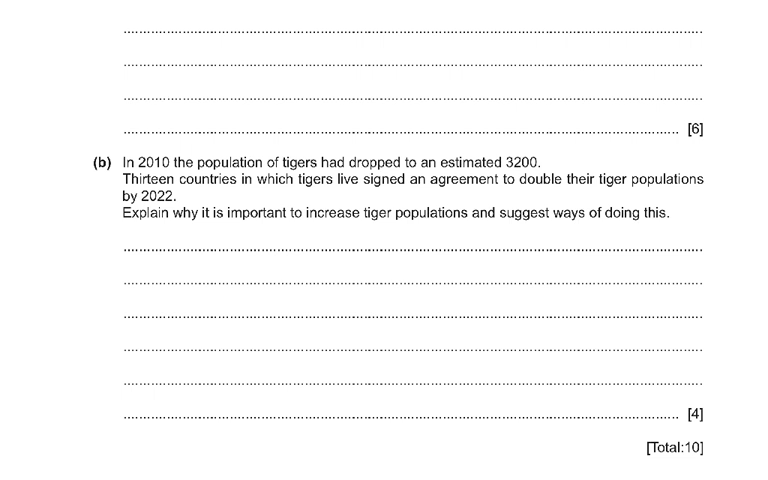 [6]
(b) In 2010 the population of tigers had dropped to an estimated 3200.
Thirteen countries in which tigers live signed an agreement to double their tiger populations
by 2022.
Explain why it is important to increase tiger populations and suggest ways of doing this.
[4]
[Total:10]